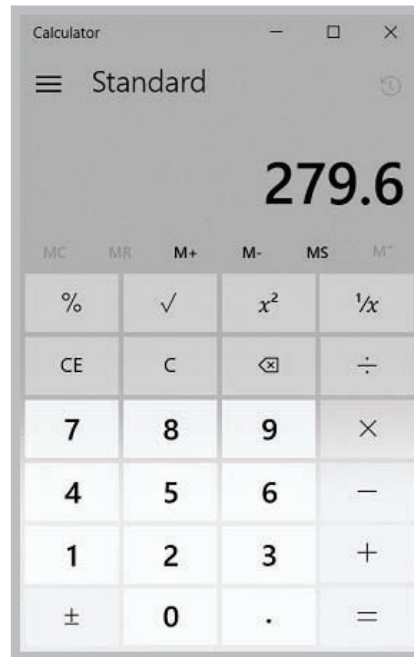 Calculator
☰ Standard
279.6
MC MR M+ M- MS M˅
% √ x² ¹/x
CE C ⌫ ÷
7 8 9 ×
4 5 6 −
1 2 3 +
± 0 . =